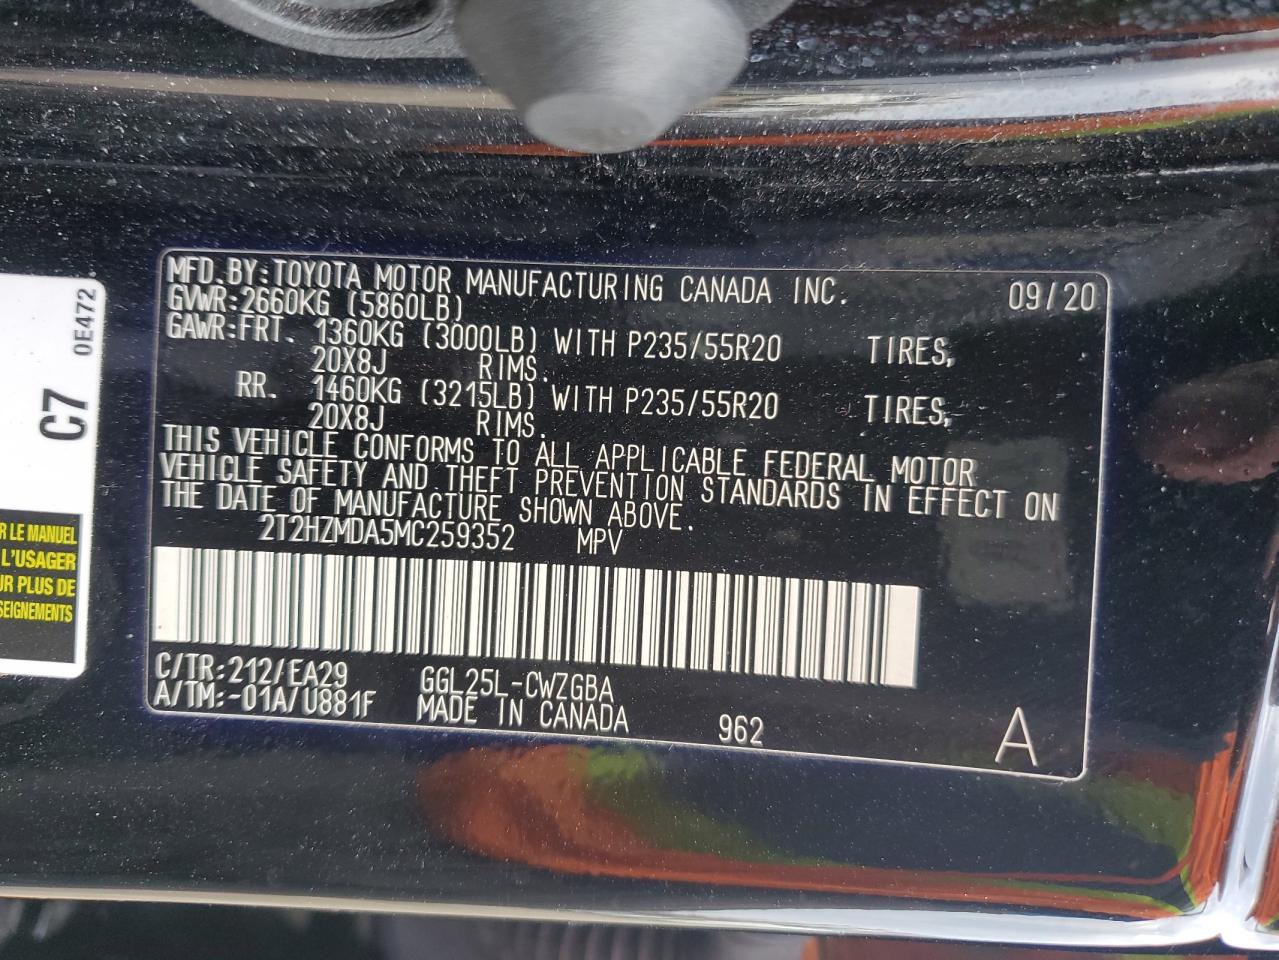 MFD.BY:TOYOTA MOTOR MANUFACTURING CANADA INC. 09/20
GVWR:2660KG (5860LB)
GAWR:FRT. 1360KG (3000LB) WITH P235/55R20 TIRES,
20X8J RIMS.
RR. 1460KG (3215LB) WITH P235/55R20 TIRES,
20X8J RIMS.
THIS VEHICLE CONFORMS TO ALL APPLICABLE FEDERAL MOTOR
VEHICLE SAFETY AND THEFT PREVENTION STANDARDS IN EFFECT ON
THE DATE OF MANUFACTURE SHOWN ABOVE.
2T2HZMDA5MC259352 MPV
C/TR:212/EA29 GGL25L-CWZGBA
A/TM:-01A/U881F MADE IN CANADA 962 A
0E472
C7
R LE MANUEL
L'USAGER
UR PLUS DE
SEIGNEMENTS